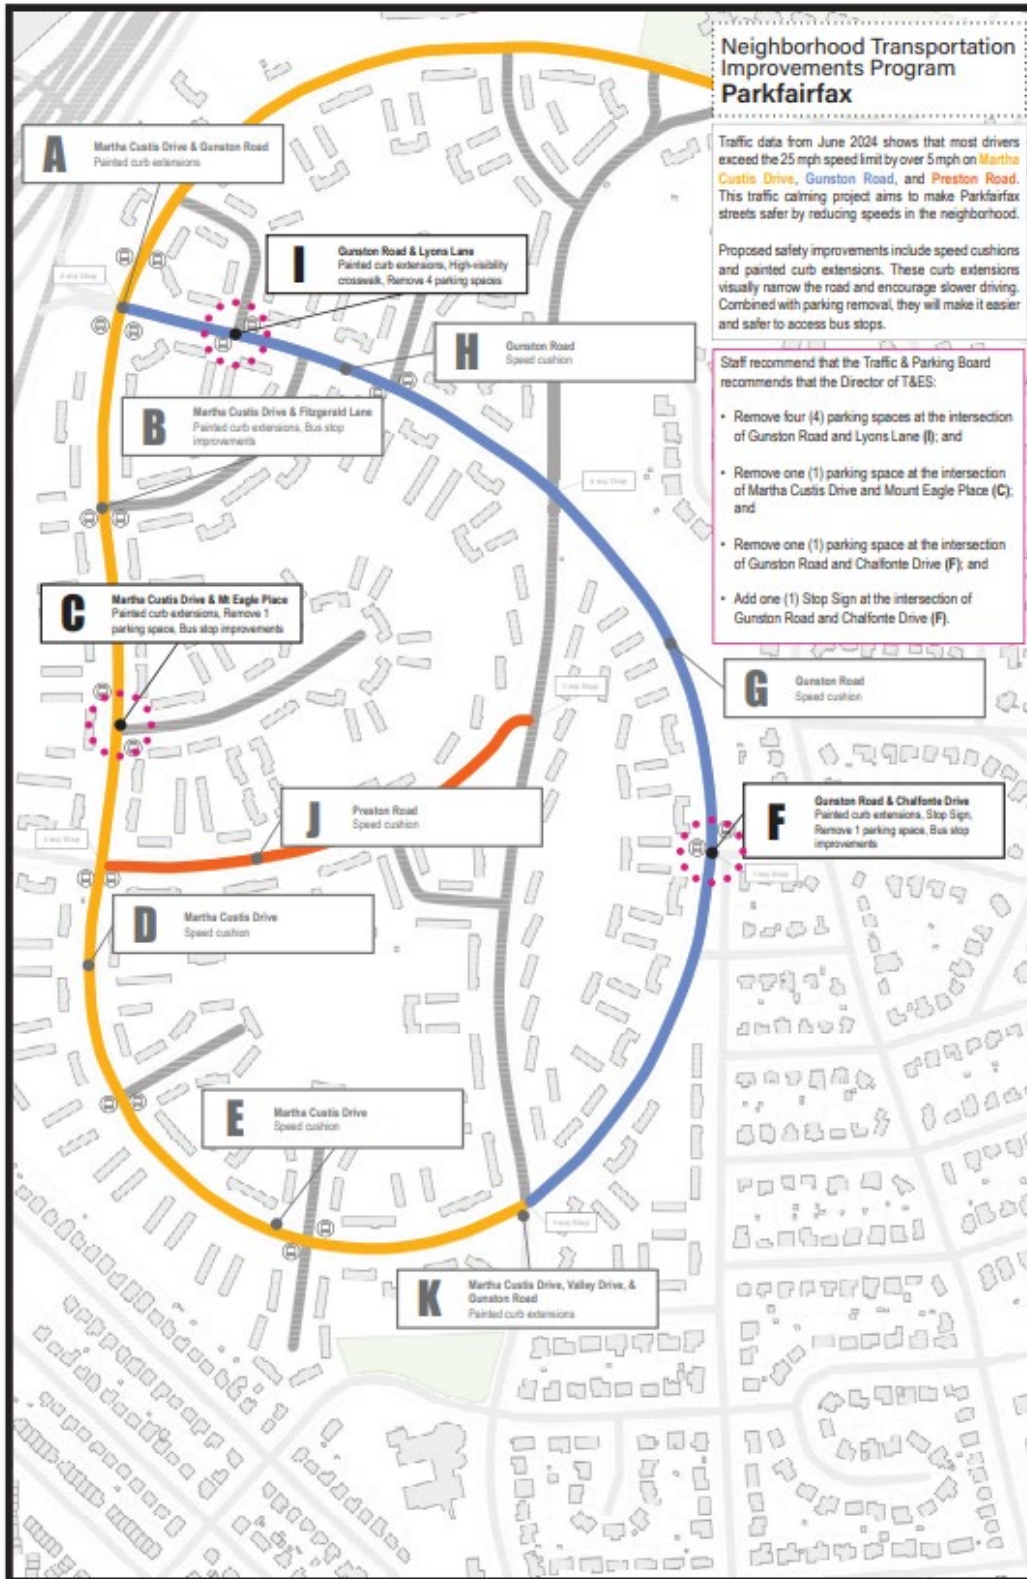 Neighborhood Transportation
Improvements Program
Parkfairfax
Traffic data from June 2024 shows that most drivers
exceed the 25 mph speed limit by over 5 mph on Martha
Custis Drive, Gunston Road, and Preston Road.
This traffic calming project aims to make Parkfairfax
streets safer by reducing speeds in the neighborhood.
Proposed safety improvements include speed cushions
and painted curb extensions. These curb extensions
visually narrow the road and encourage slower driving.
Combined with parking removal, they will make it easier
and safer to access bus stops.
Staff recommend that the Traffic & Parking Board
recommends that the Director of T&ES:
• Remove four (4) parking spaces at the intersection
of Gunston Road and Lyons Lane (I); and
• Remove one (1) parking space at the intersection
of Martha Custis Drive and Mount Eagle Place (C);
and
• Remove one (1) parking space at the intersection
of Gunston Road and Chalfonte Drive (F); and
• Add one (1) Stop Sign at the intersection of
Gunston Road and Chalfonte Drive (F).
A
Martha Custis Drive & Gunston Road
Painted curb extensions
I
Gunston Road & Lyons Lane
Painted curb extensions, High-visibility
crosswalk, Remove 4 parking spaces
H
Gunston Road
Speed cushion
B
Martha Custis Drive & Fitzgerald Lane
Painted curb extensions, Bus stop
improvements
C
Martha Custis Drive & Mt Eagle Place
Painted curb extensions, Remove 1
parking space, Bus stop improvements
G
Gunston Road
Speed cushion
J
Preston Road
Speed cushion
F
Gunston Road & Chalfonte Drive
Painted curb extensions, Stop Sign,
Remove 1 parking space, Bus stop
improvements
D
Martha Custis Drive
Speed cushion
E
Martha Custis Drive
Speed cushion
K
Martha Custis Drive, Valley Drive, &
Gunston Road
Painted curb extensions